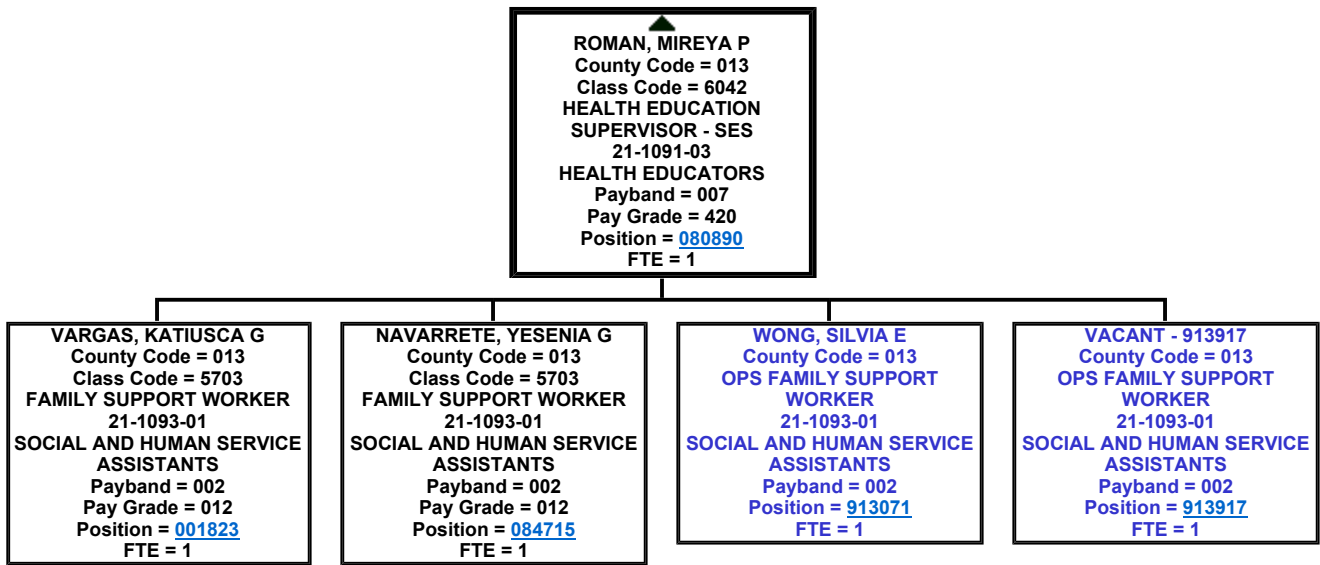 ROMAN, MIREYA P
County Code = 013
Class Code = 6042
HEALTH EDUCATION
SUPERVISOR - SES
21-1091-03
HEALTH EDUCATORS
Payband = 007
Pay Grade = 420
Position = 080890
FTE = 1
VARGAS, KATIUSCA G
County Code = 013
Class Code = 5703
FAMILY SUPPORT WORKER
21-1093-01
SOCIAL AND HUMAN SERVICE
ASSISTANTS
Payband = 002
Pay Grade = 012
Position = 001823
FTE = 1
NAVARRETE, YESENIA G
County Code = 013
Class Code = 5703
FAMILY SUPPORT WORKER
21-1093-01
SOCIAL AND HUMAN SERVICE
ASSISTANTS
Payband = 002
Pay Grade = 012
Position = 084715
FTE = 1
WONG, SILVIA E
County Code = 013
OPS FAMILY SUPPORT
WORKER
21-1093-01
SOCIAL AND HUMAN SERVICE
ASSISTANTS
Payband = 002
Position = 913071
FTE = 1
VACANT - 913917
County Code = 013
OPS FAMILY SUPPORT
WORKER
21-1093-01
SOCIAL AND HUMAN SERVICE
ASSISTANTS
Payband = 002
Position = 913917
FTE = 1